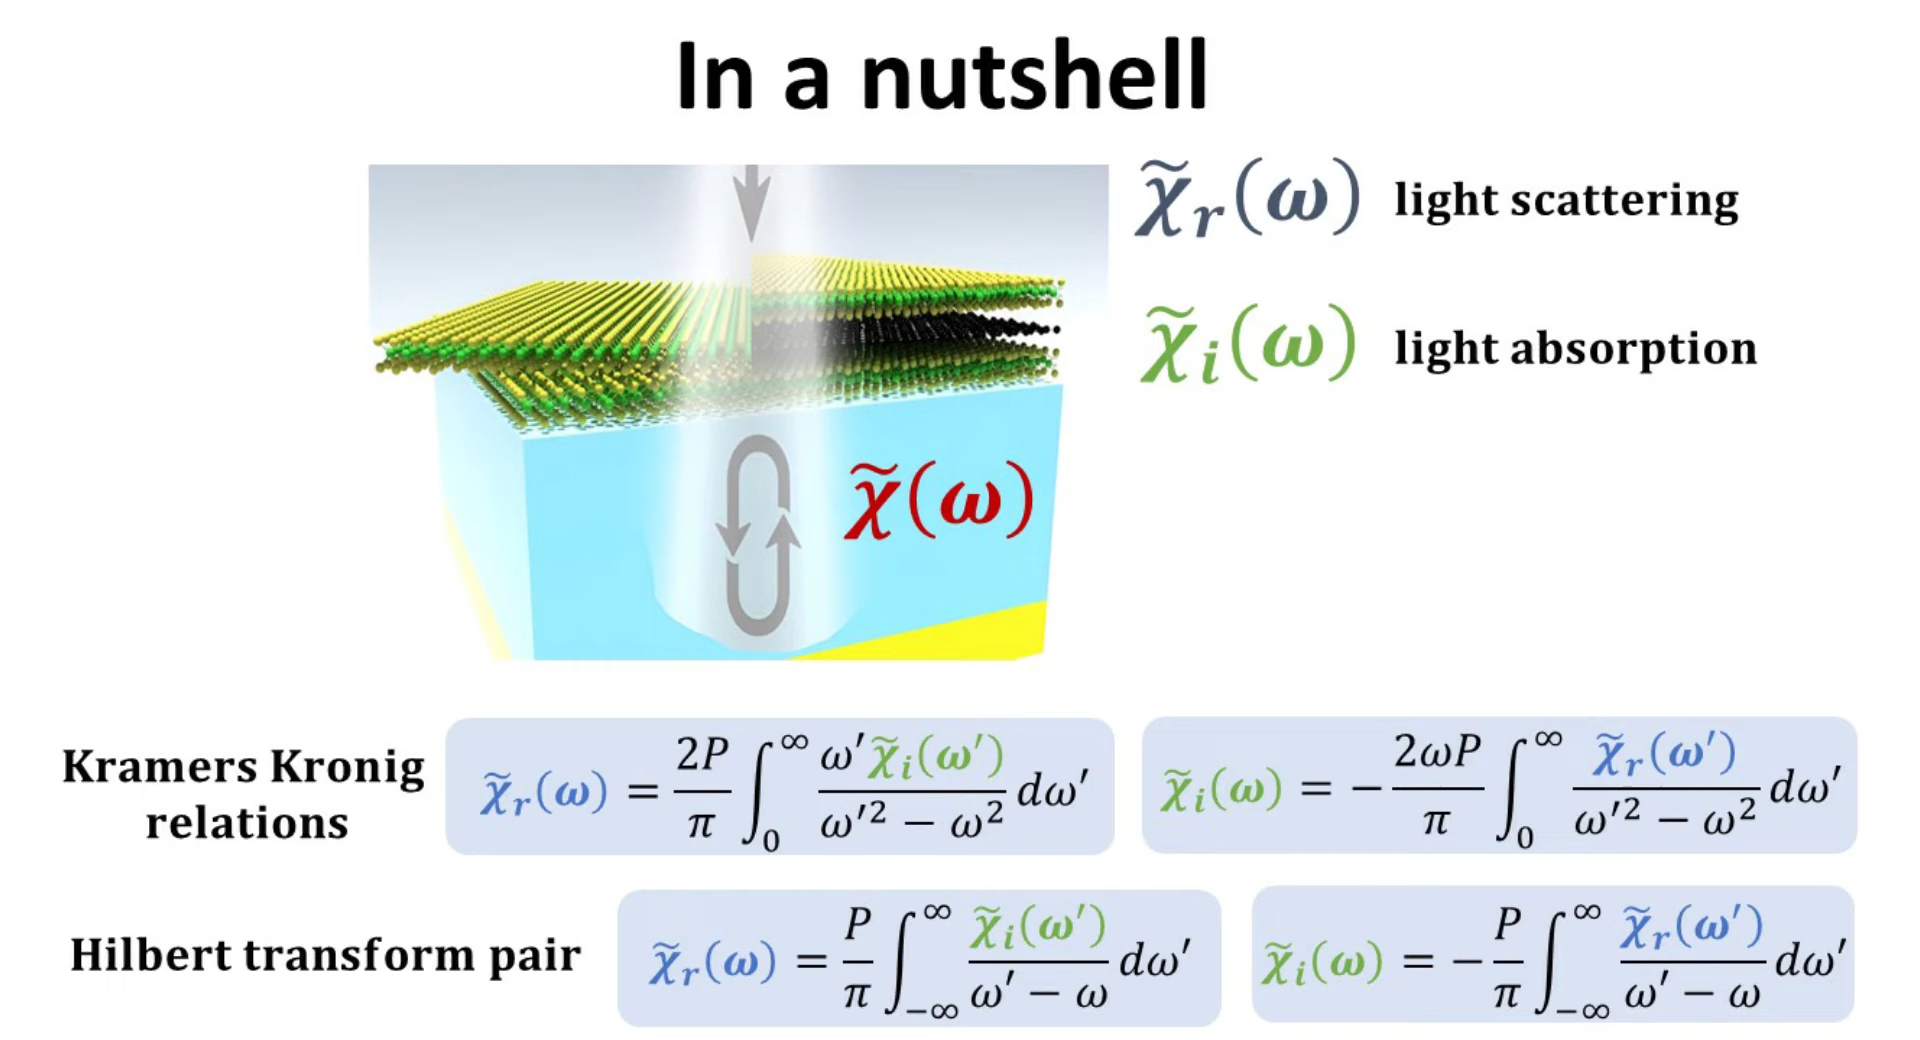 In a nutshell
χ̃ᵣ(ω) light scattering
χ̃ᵢ(ω) light absorption
χ̃(ω)
Kramers Kronig
relations
χ̃ᵣ(ω) = 2P/π ∫₀^∞ ω′χ̃ᵢ(ω′)/(ω′² − ω²) dω′
χ̃ᵢ(ω) = − 2ωP/π ∫₀^∞ χ̃ᵣ(ω′)/(ω′² − ω²) dω′
Hilbert transform pair
χ̃ᵣ(ω) = P/π ∫₋∞^∞ χ̃ᵢ(ω′)/(ω′ − ω) dω′
χ̃ᵢ(ω) = − P/π ∫₋∞^∞ χ̃ᵣ(ω′)/(ω′ − ω) dω′